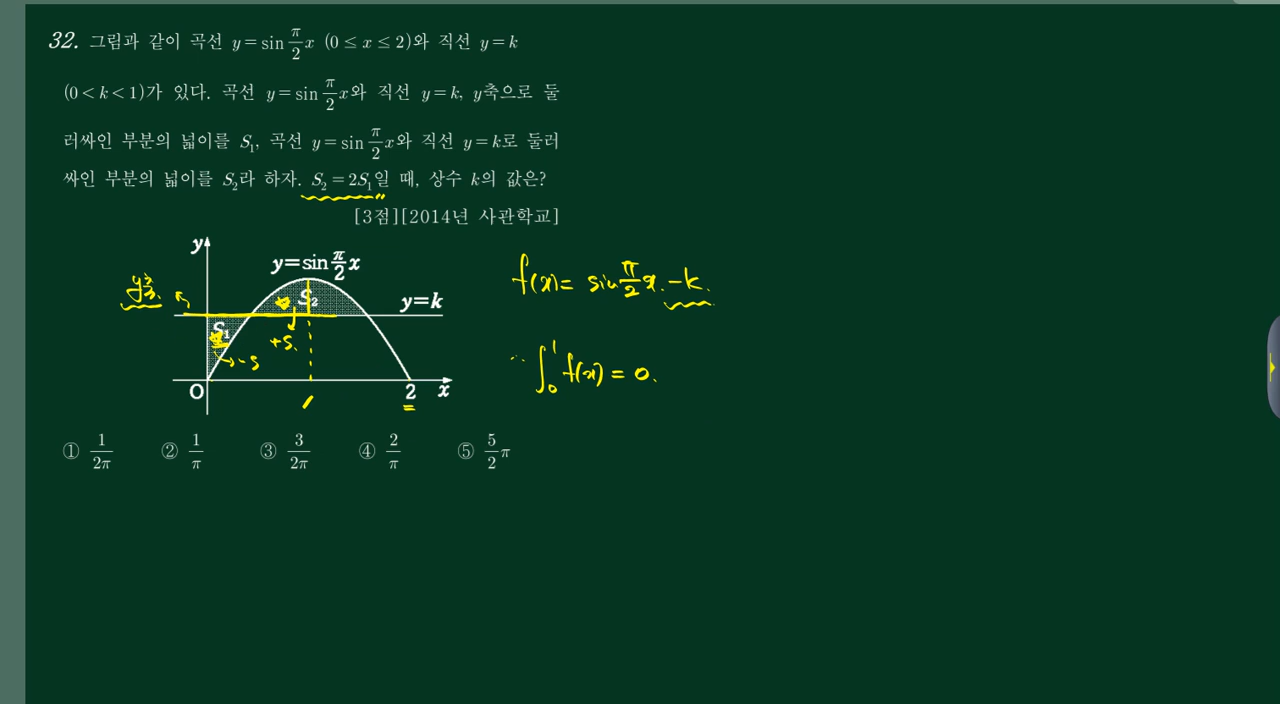 32. 그림과 같이 곡선 y=sin π/2 x (0≤x≤2)와 직선 y=k
(0<k<1)가 있다. 곡선 y=sin π/2 x와 직선 y=k, y축으로 둘
러싸인 부분의 넓이를 S₁, 곡선 y=sin π/2 x와 직선 y=k로 둘러
싸인 부분의 넓이를 S₂라 하자. S₂=2S₁일 때, 상수 k의 값은?
[3점][2014년 사관학교]
y
y=sin π/2 x
f(x)= sin π/2 x. -k.
S₂
y=k
S₁
+S.
-S
∫₀¹ f(x) = 0.
O
1
2
x
① 1/2π ② 1/π ③ 3/2π ④ 2/π ⑤ 5/2 π